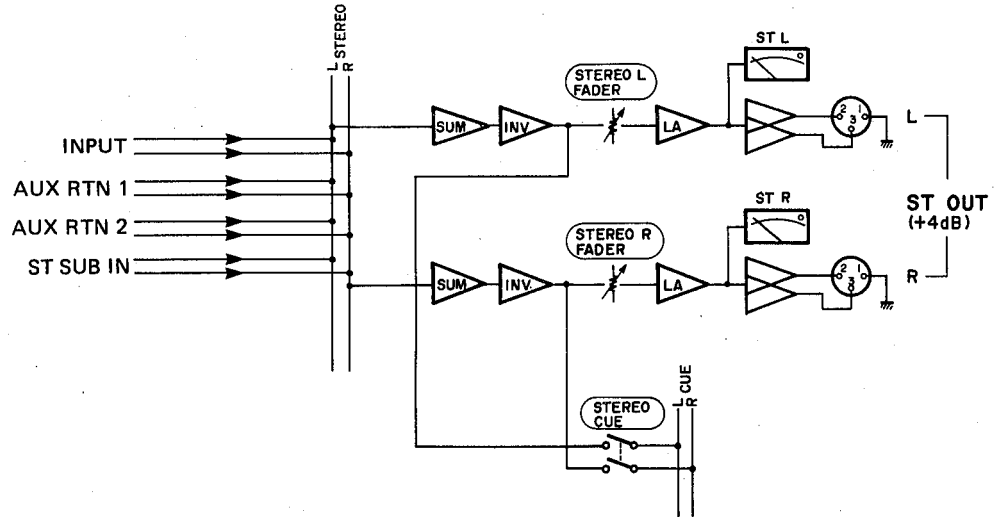 L STEREO
R
INPUT
AUX RTN 1
AUX RTN 2
ST SUB IN
SUM
INV.
STEREO L
FADER
LA
ST L
2 1
3
L
SUM
INV.
STEREO R
FADER
LA
ST R
2 1
3
R
ST OUT
(+4dB)
STEREO
CUE
L CUE
R